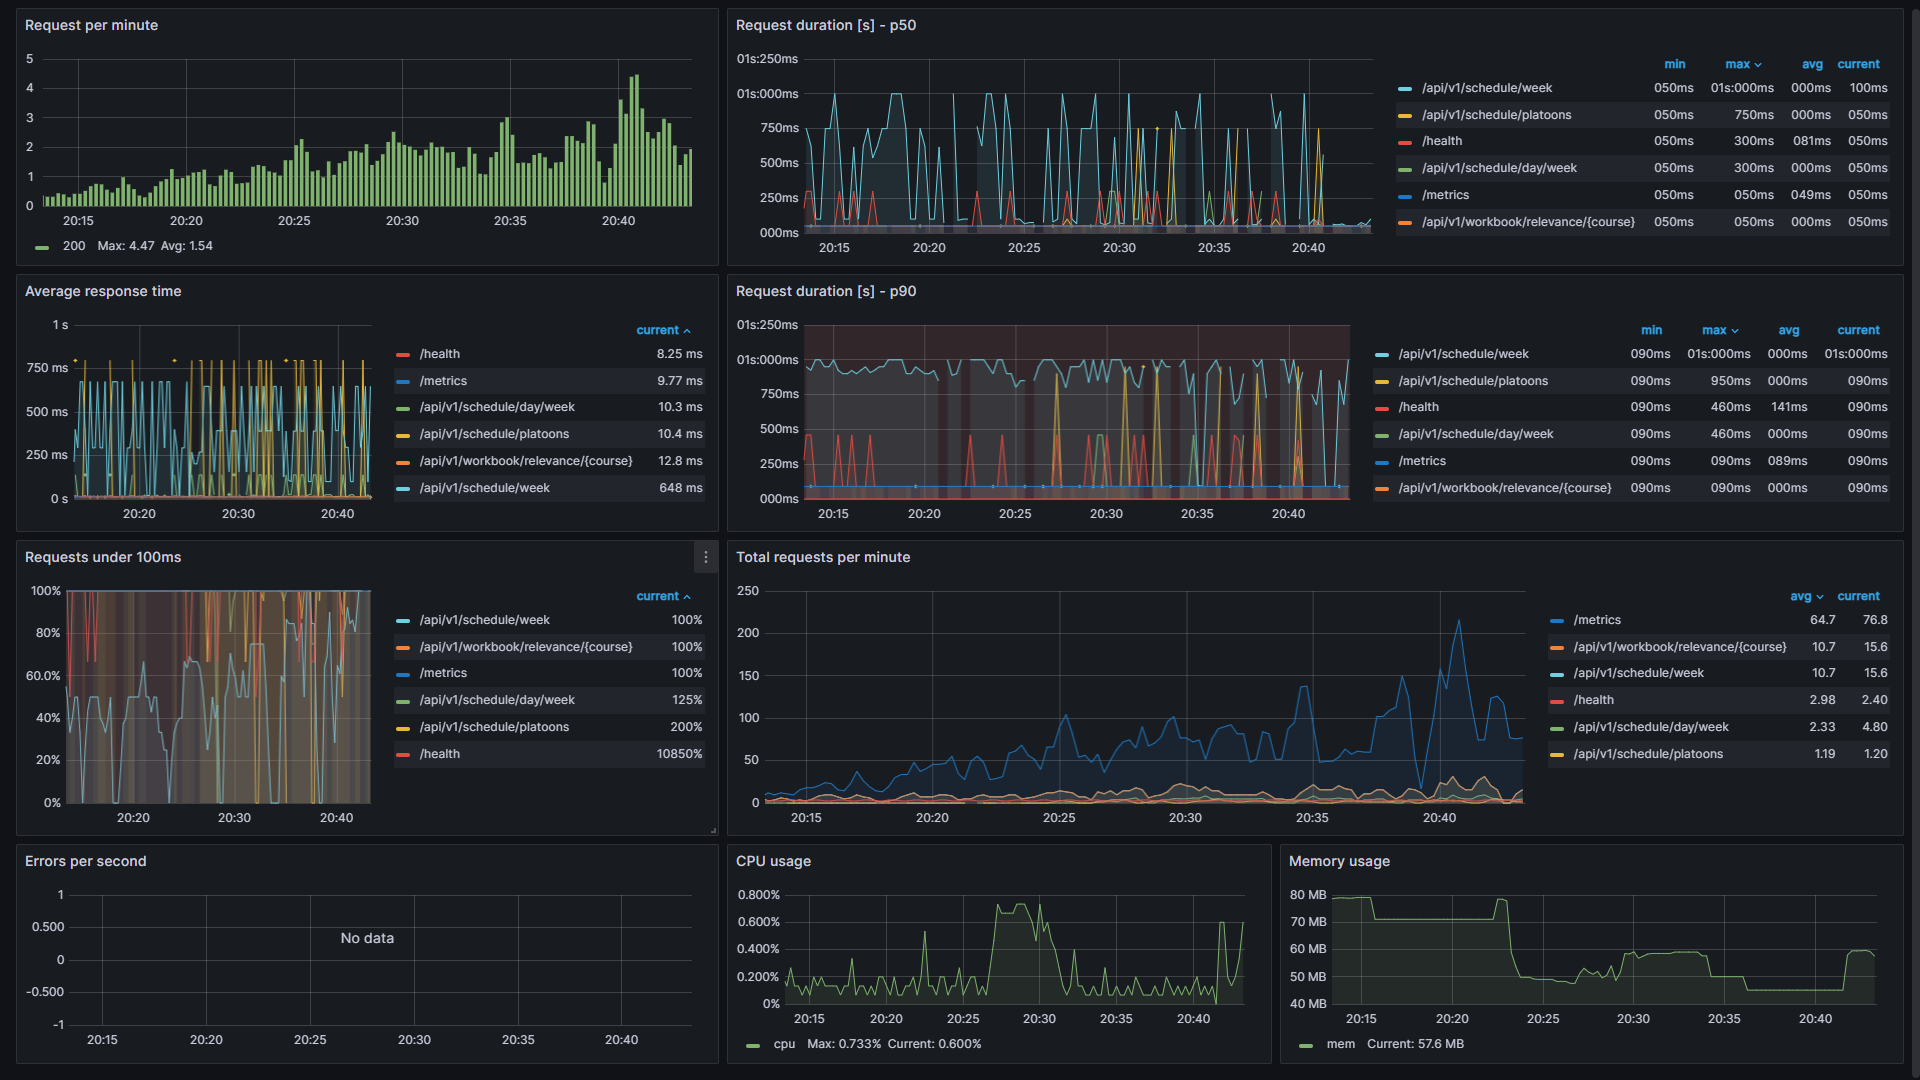 Request per minute
5
4
3
2
1
0
20:15 20:20 20:25 20:30 20:35 20:40
200 Max: 4.47 Avg: 1.54
Request duration [s] - p50
01s:250ms
01s:000ms
750ms
500ms
250ms
000ms
20:15 20:20 20:25 20:30 20:35 20:40
min max avg current
/api/v1/schedule/week 050ms 01s:000ms 000ms 100ms
/api/v1/schedule/platoons 050ms 750ms 000ms 050ms
/health 050ms 300ms 081ms 050ms
/api/v1/schedule/day/week 050ms 300ms 000ms 050ms
/metrics 050ms 050ms 049ms 050ms
/api/v1/workbook/relevance/{course} 050ms 050ms 000ms 050ms
Average response time
1 s
750 ms
500 ms
250 ms
0 s
20:20 20:30 20:40
current
/health 8.25 ms
/metrics 9.77 ms
/api/v1/schedule/day/week 10.3 ms
/api/v1/schedule/platoons 10.4 ms
/api/v1/workbook/relevance/{course} 12.8 ms
/api/v1/schedule/week 648 ms
Request duration [s] - p90
01s:250ms
01s:000ms
750ms
500ms
250ms
000ms
20:15 20:20 20:25 20:30 20:35 20:40
min max avg current
/api/v1/schedule/week 090ms 01s:000ms 000ms 01s:000ms
/api/v1/schedule/platoons 090ms 950ms 000ms 090ms
/health 090ms 460ms 141ms 090ms
/api/v1/schedule/day/week 090ms 460ms 000ms 090ms
/metrics 090ms 090ms 089ms 090ms
/api/v1/workbook/relevance/{course} 090ms 090ms 000ms 090ms
Requests under 100ms
100%
80%
60.0%
40%
20%
0%
20:20 20:30 20:40
current
/api/v1/schedule/week 100%
/api/v1/workbook/relevance/{course} 100%
/metrics 100%
/api/v1/schedule/day/week 125%
/api/v1/schedule/platoons 200%
/health 10850%
Total requests per minute
250
200
150
100
50
0
20:15 20:20 20:25 20:30 20:35 20:40
avg current
/metrics 64.7 76.8
/api/v1/workbook/relevance/{course} 10.7 15.6
/api/v1/schedule/week 10.7 15.6
/health 2.98 2.40
/api/v1/schedule/day/week 2.33 4.80
/api/v1/schedule/platoons 1.19 1.20
Errors per second
1
0.500
0
-0.500
-1
No data
20:15 20:20 20:25 20:30 20:35 20:40
CPU usage
0.800%
0.600%
0.400%
0.200%
0%
20:15 20:20 20:25 20:30 20:35 20:40
cpu Max: 0.733% Current: 0.600%
Memory usage
80 MB
70 MB
60 MB
50 MB
40 MB
20:15 20:20 20:25 20:30 20:35 20:40
mem Current: 57.6 MB